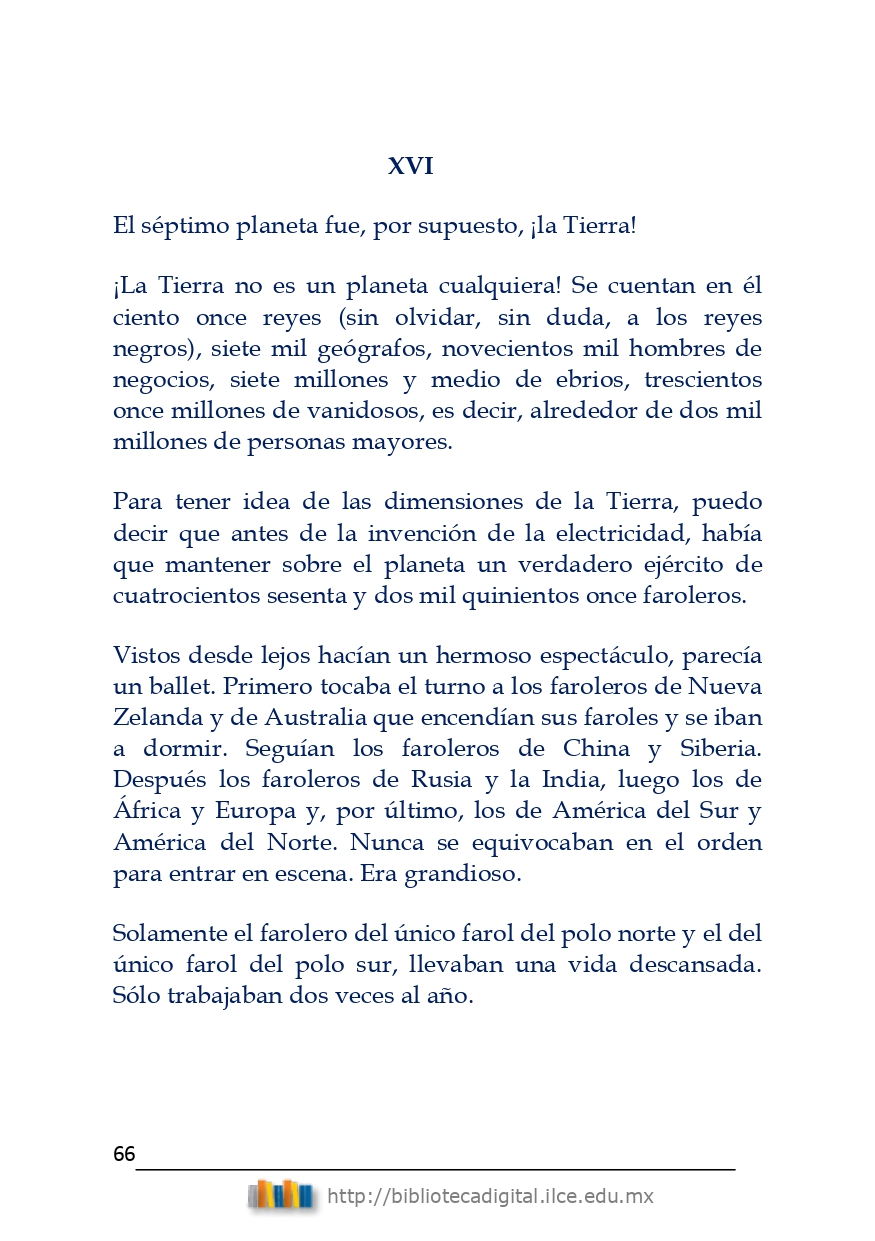 XVI
El séptimo planeta fue, por supuesto, ¡la Tierra!
¡La Tierra no es un planeta cualquiera! Se cuentan en él
ciento once reyes (sin olvidar, sin duda, a los reyes
negros), siete mil geógrafos, novecientos mil hombres de
negocios, siete millones y medio de ebrios, trescientos
once millones de vanidosos, es decir, alrededor de dos mil
millones de personas mayores.
Para tener idea de las dimensiones de la Tierra, puedo
decir que antes de la invención de la electricidad, había
que mantener sobre el planeta un verdadero ejército de
cuatrocientos sesenta y dos mil quinientos once faroleros.
Vistos desde lejos hacían un hermoso espectáculo, parecía
un ballet. Primero tocaba el turno a los faroleros de Nueva
Zelanda y de Australia que encendían sus faroles y se iban
a dormir. Seguían los faroleros de China y Siberia.
Después los faroleros de Rusia y la India, luego los de
África y Europa y, por último, los de América del Sur y
América del Norte. Nunca se equivocaban en el orden
para entrar en escena. Era grandioso.
Solamente el farolero del único farol del polo norte y el del
único farol del polo sur, llevaban una vida descansada.
Sólo trabajaban dos veces al año.
66
http://bibliotecadigital.ilce.edu.mx